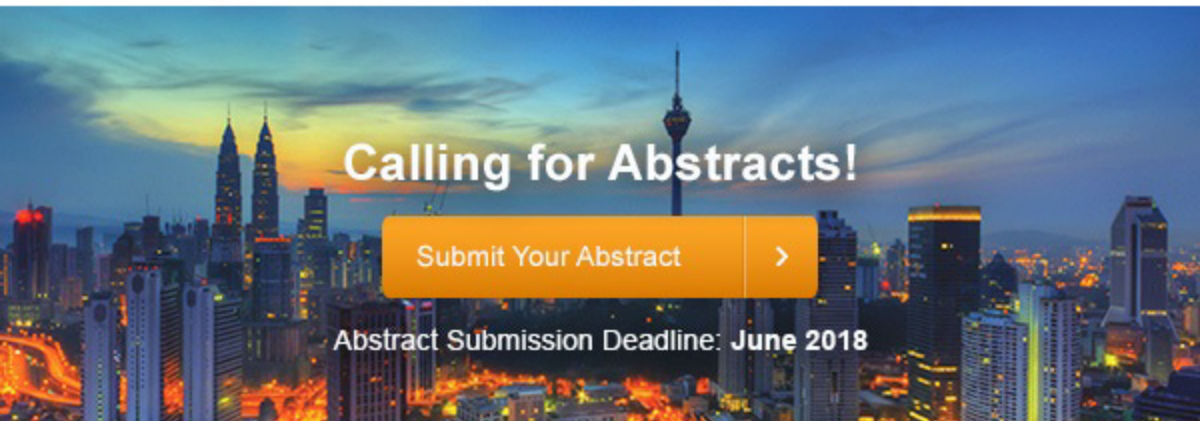 Calling for Abstracts!
Submit Your Abstract
Abstract Submission Deadline: June 2018